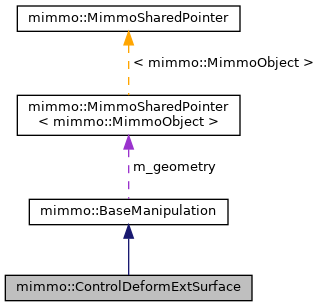 mimmo::MimmoSharedPointer
< mimmo::MimmoObject >
mimmo::MimmoSharedPointer
< mimmo::MimmoObject >
m_geometry
mimmo::BaseManipulation
mimmo::ControlDeformExtSurface